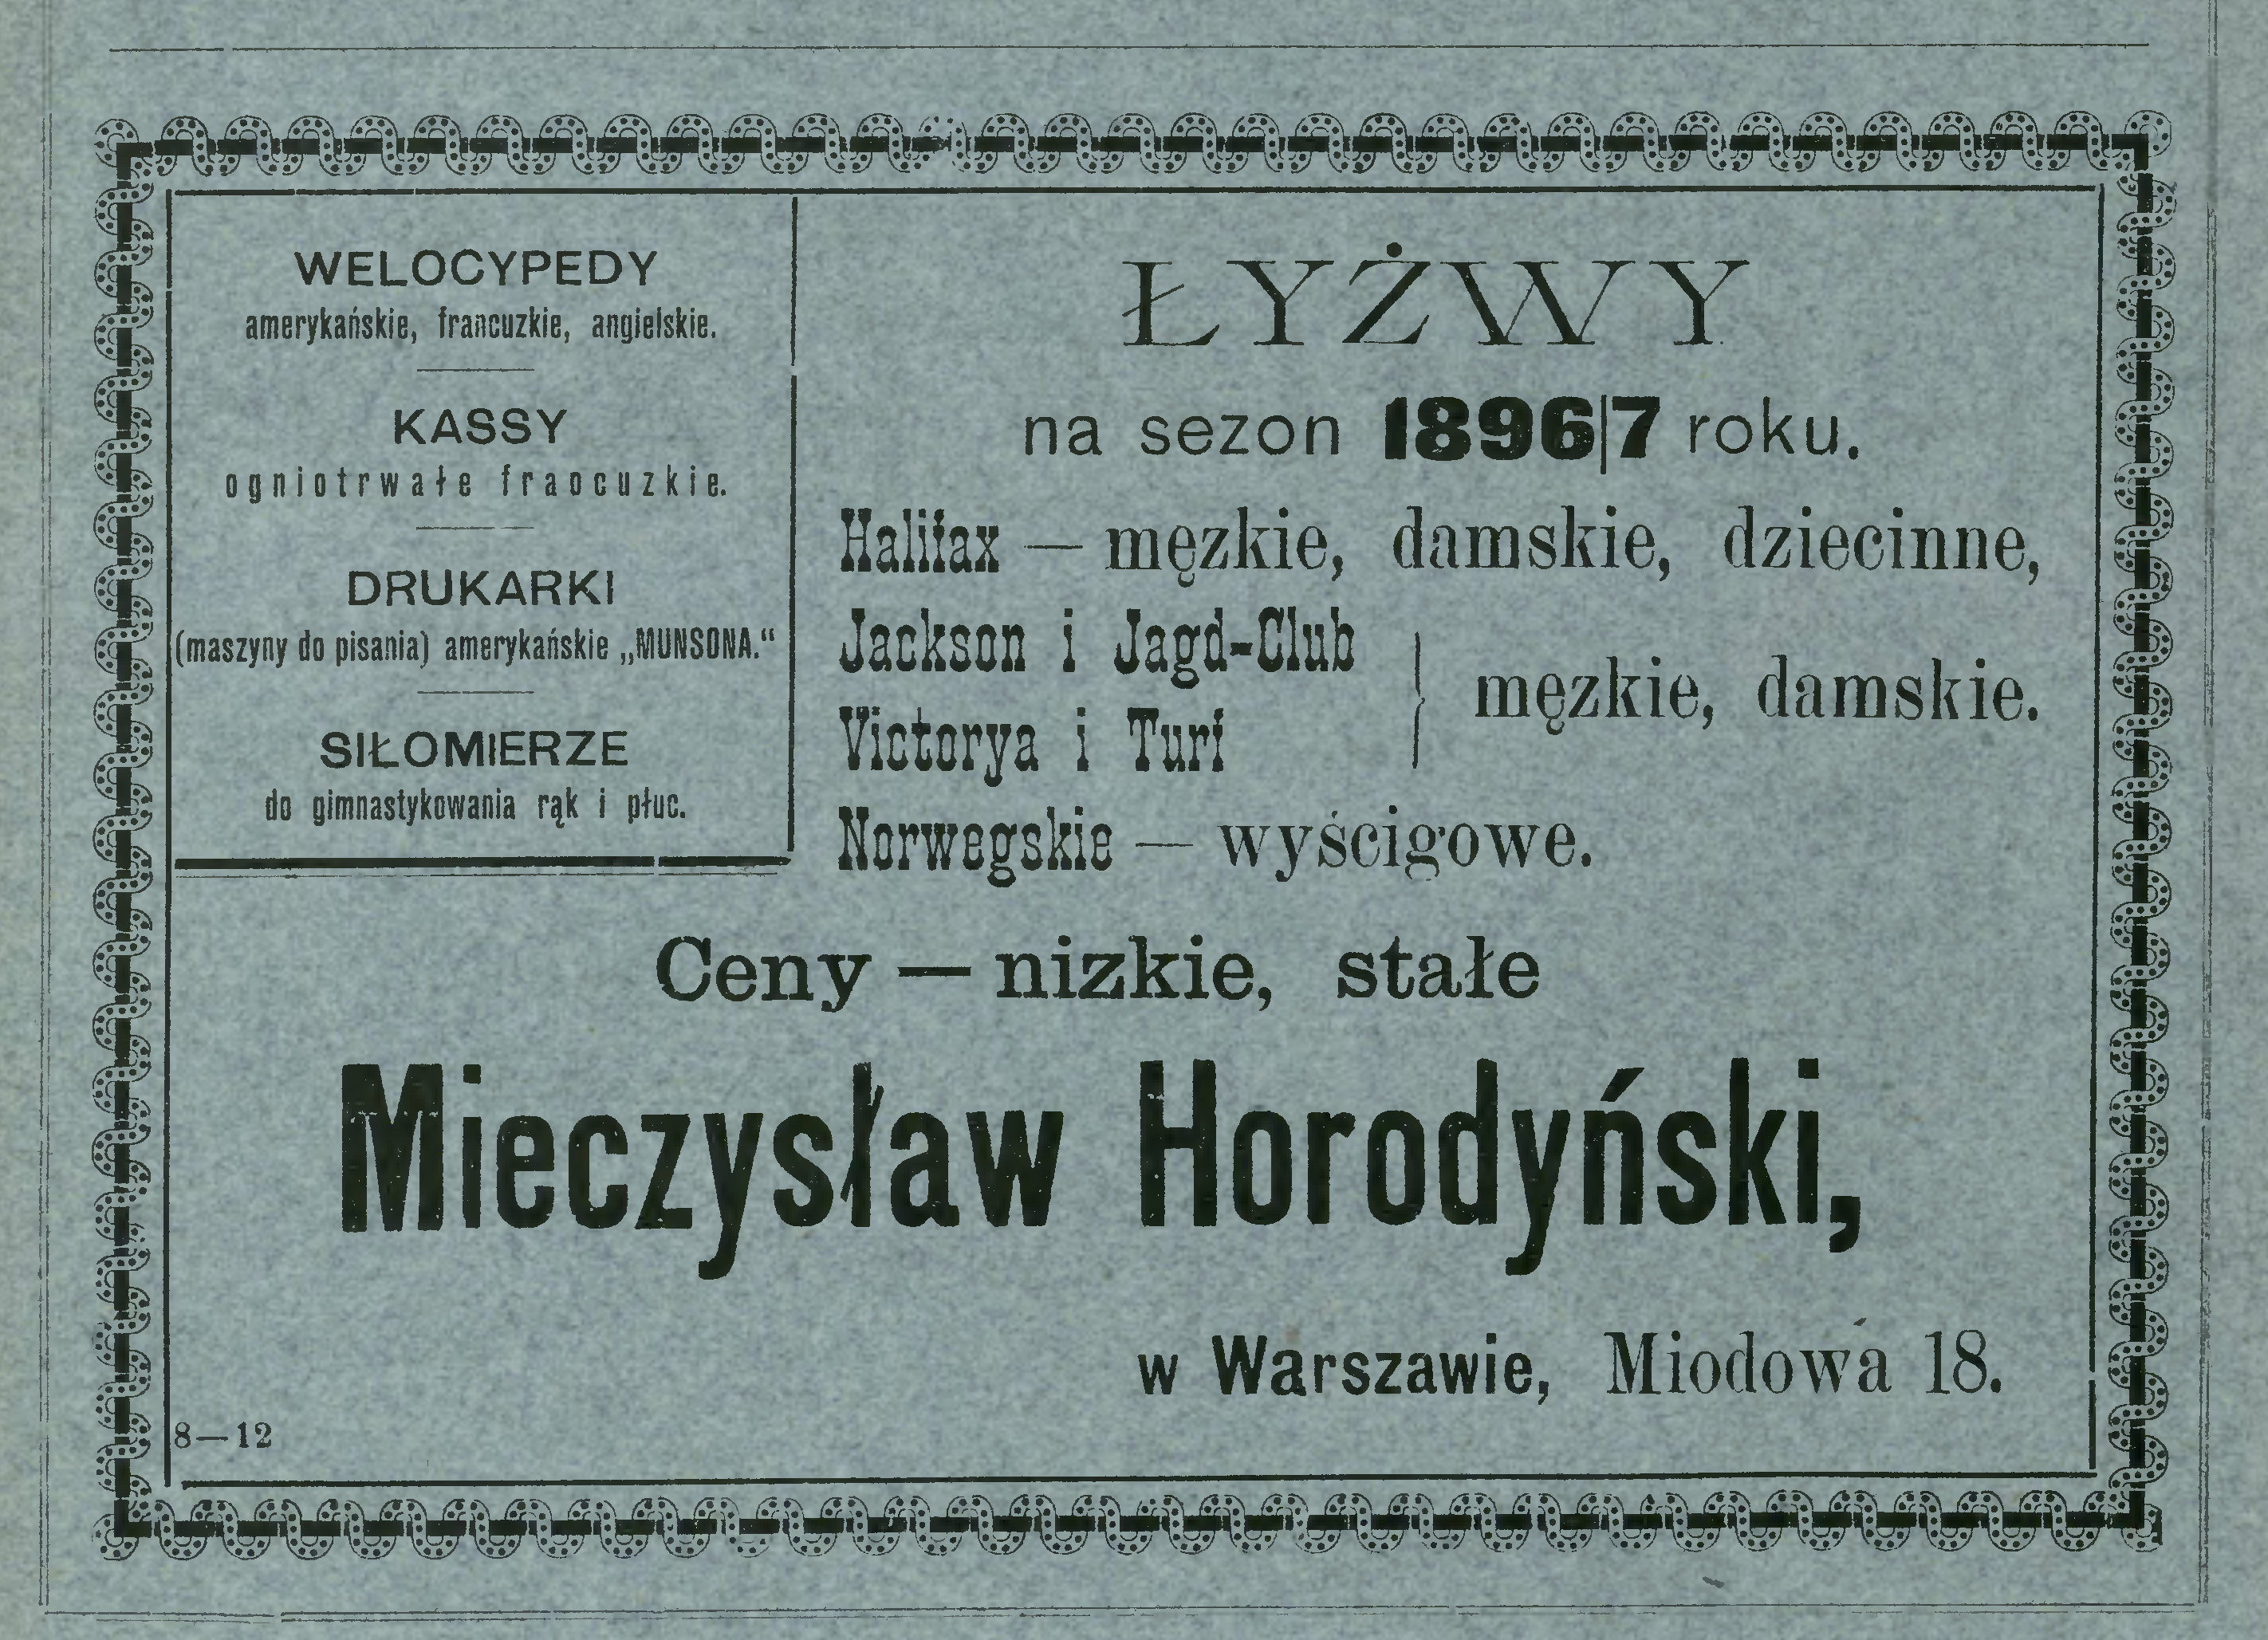 WELOCYPEDY
amerykańskie, francuzkie, angielskie.
KASSY
ogniotrwałe fraocuzkie.
DRUKARKI
(maszyny do pisania) amerykańskie „MUNSONA.“
SIŁOMIERZE
do gimnastykowania rąk i płuc.
ŁYŻWY
na sezon 1896|7 roku.
Halifax — męzkie, damskie, dziecinne,
Jackson i Jagd-Club
Victorya i Turf
} męzkie, damskie.
Norwegskie — wyścigowe.
Ceny — nizkie, stałe
Mieczysław Horodyński,
w Warszawie, Miodowa 18.
8—12